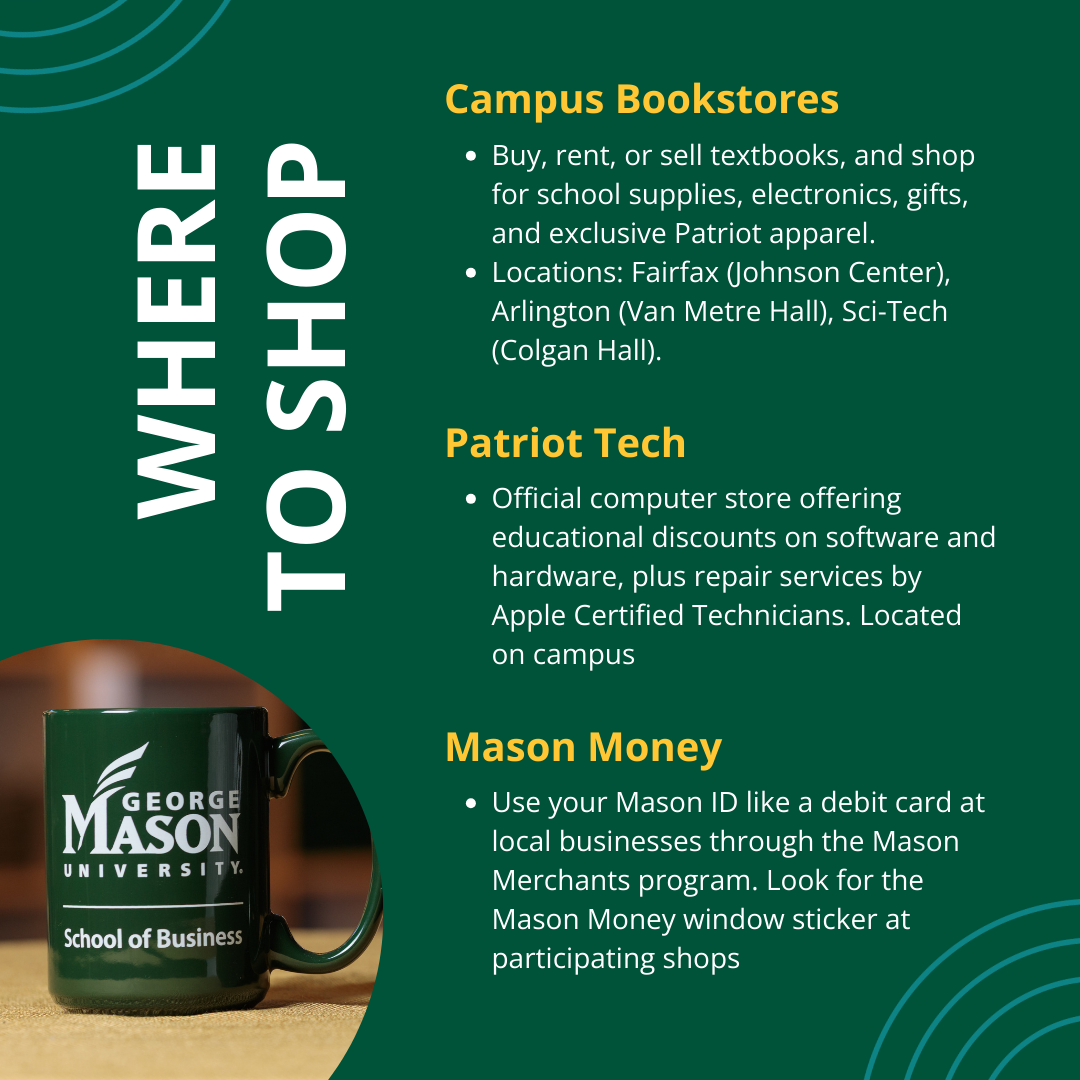 WHERE
TO SHOP
Campus Bookstores
• Buy, rent, or sell textbooks, and shop
for school supplies, electronics, gifts,
and exclusive Patriot apparel.
• Locations: Fairfax (Johnson Center),
Arlington (Van Metre Hall), Sci-Tech
(Colgan Hall).
Patriot Tech
• Official computer store offering
educational discounts on software and
hardware, plus repair services by
Apple Certified Technicians. Located
on campus
Mason Money
• Use your Mason ID like a debit card at
local businesses through the Mason
Merchants program. Look for the
Mason Money window sticker at
participating shops
GEORGE
MASON
UNIVERSITY.
School of Business